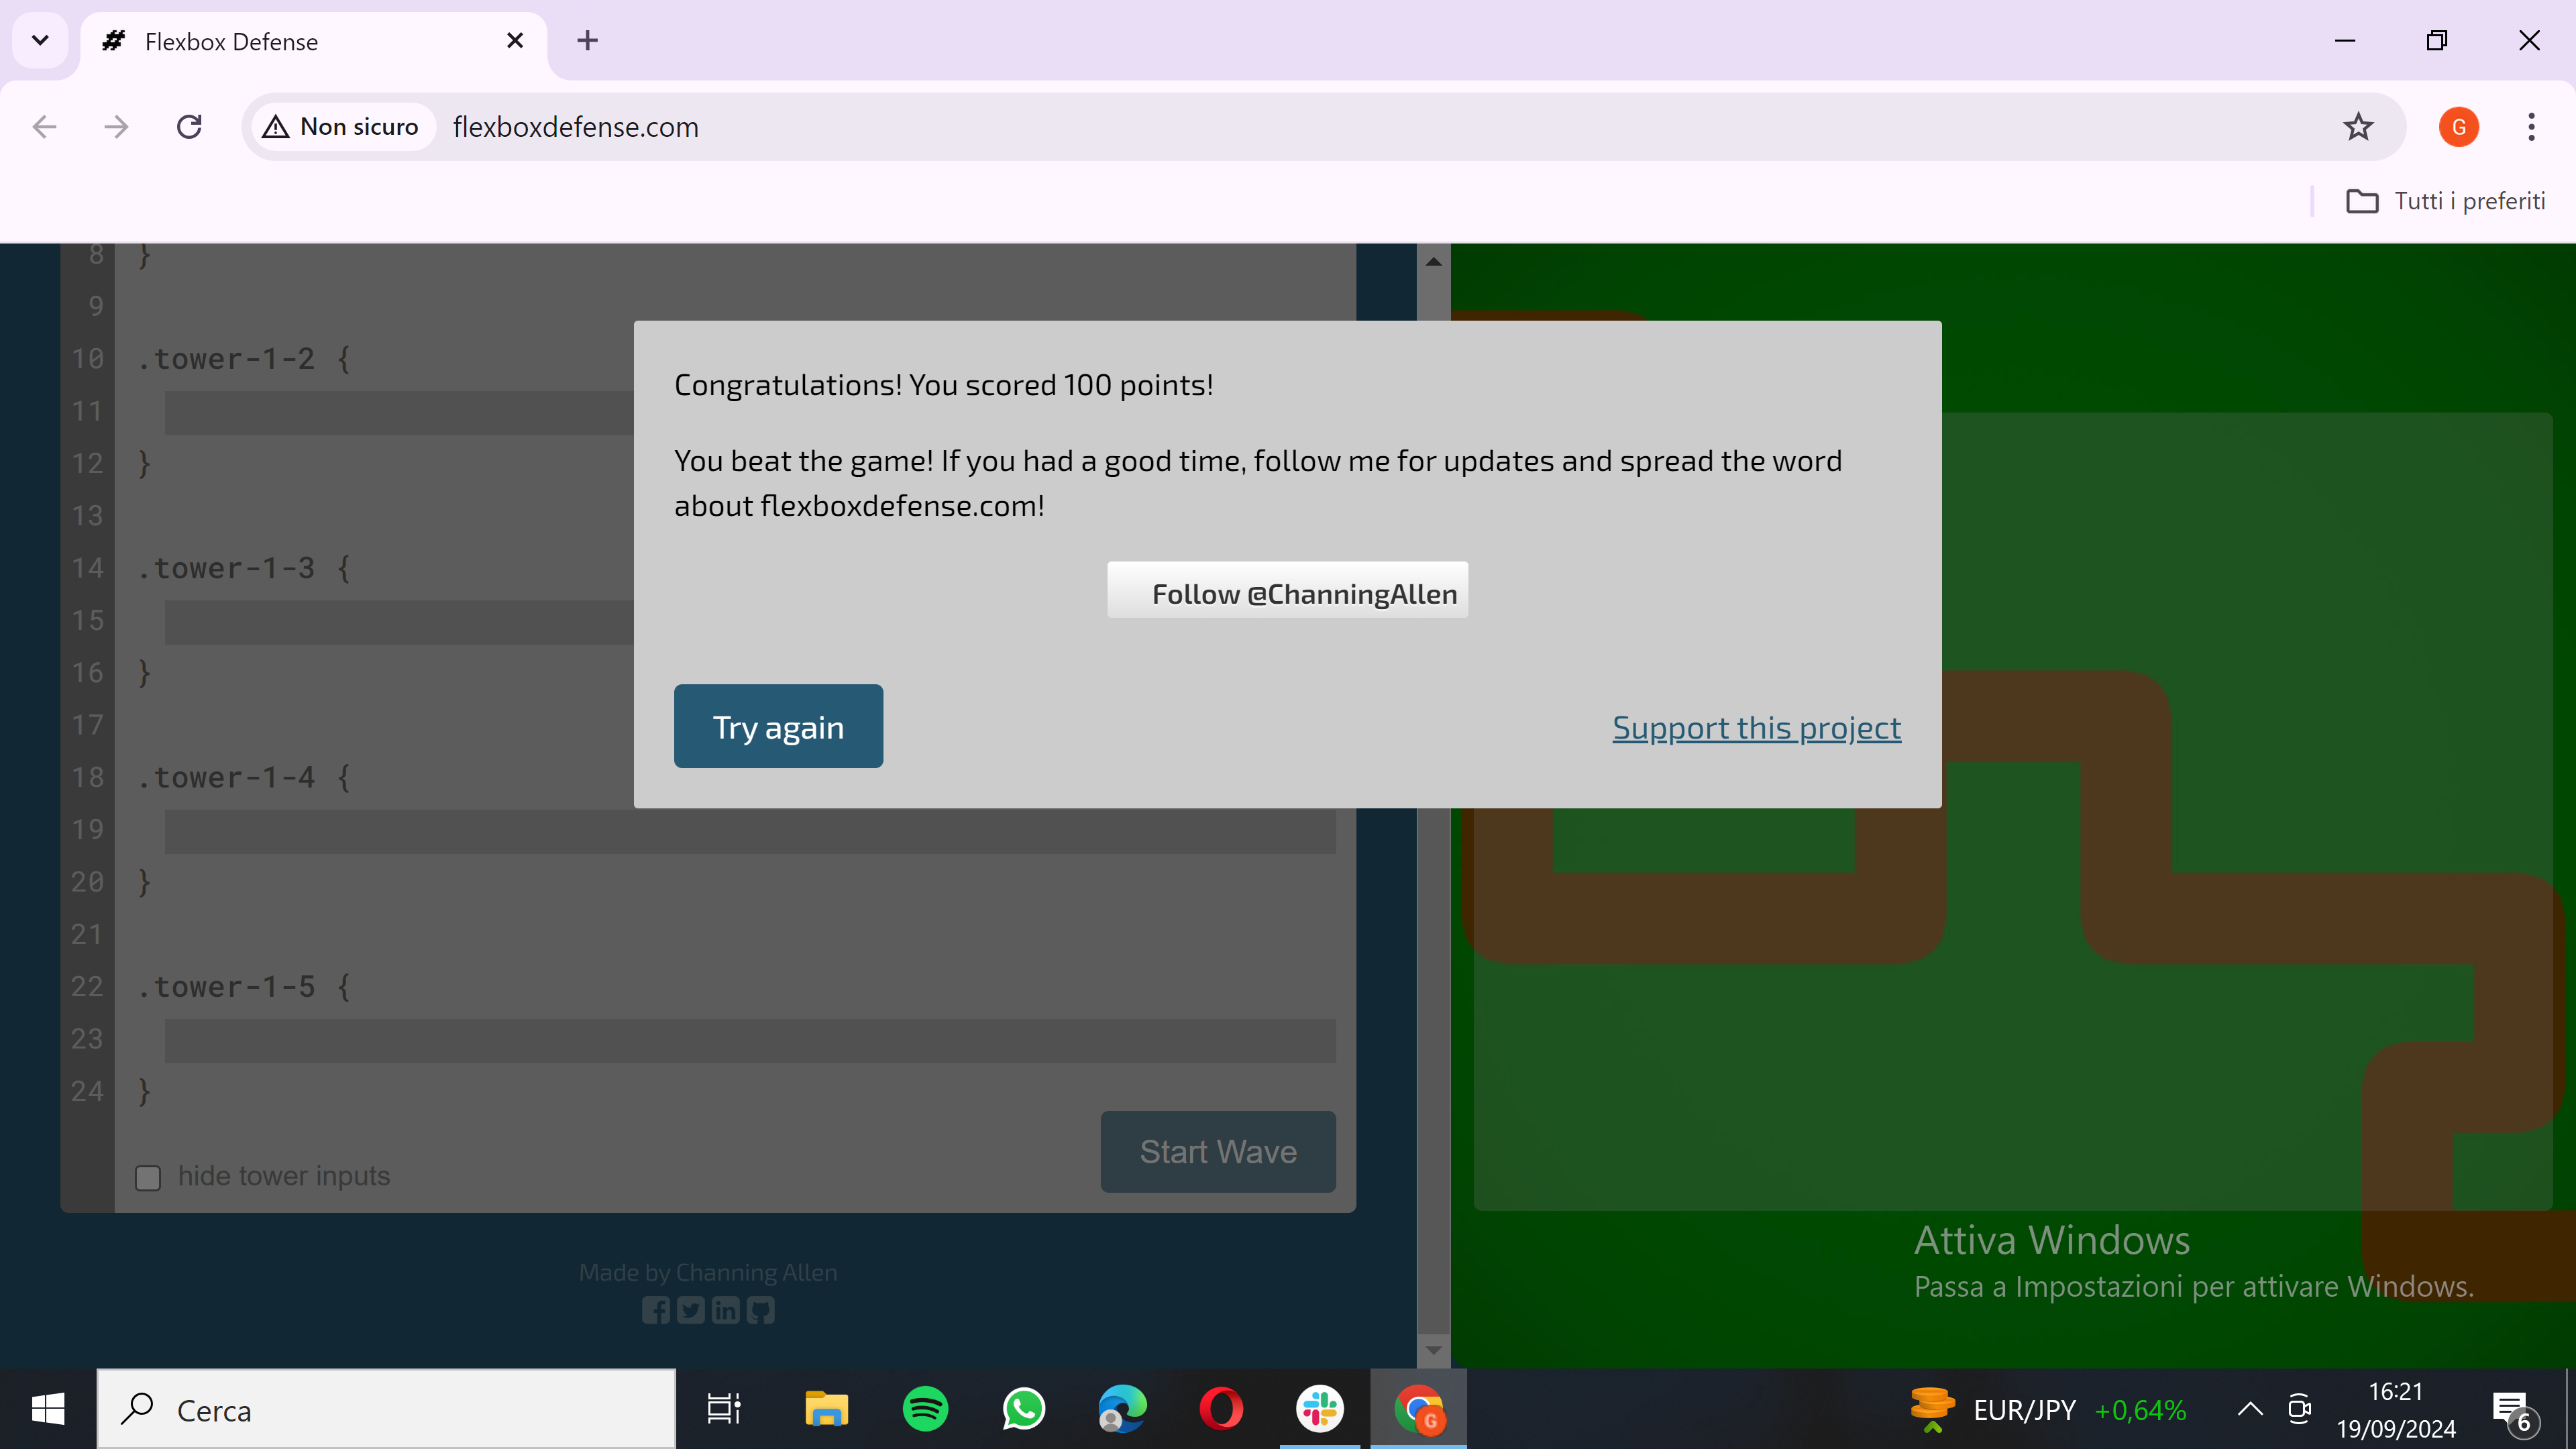 Flexbox Defense
Non sicuro
flexboxdefense.com
G
Tutti i preferiti
8 }
9
10 .tower-1-2 {
11
12 }
13
14 .tower-1-3 {
15
16 }
17
18 .tower-1-4 {
19
20 }
21
22 .tower-1-5 {
23
24 }
hide tower inputs
Start Wave
Made by Channing Allen
Congratulations! You scored 100 points!
You beat the game! If you had a good time, follow me for updates and spread the word
about flexboxdefense.com!
Follow @ChanningAllen
Try again
Support this project
Attiva Windows
Passa a Impostazioni per attivare Windows.
Cerca
G
EUR/JPY +0,64%
16:21
19/09/2024
6